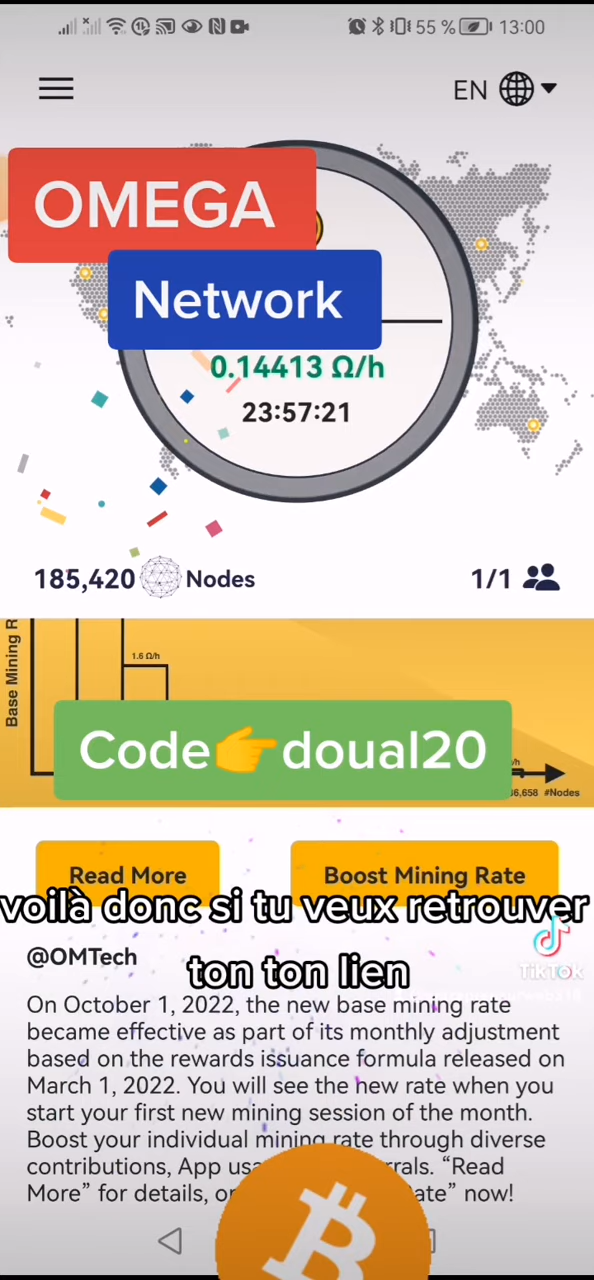 55 % 13:00
EN
OMEGA
Network
0.14413 Ω/h
23:57:21
185,420 Nodes
1/1
Base Mining R
1.6 Ω/h
Code👉doual20
/h
36,658 #Nodes
Read More
Boost Mining Rate
voilà donc si tu veux retrouver
ton ton lien
TikTok
@OMTech
On October 1, 2022, the new base mining rate
became effective as part of its monthly adjustment
based on the rewards issuance formula released on
March 1, 2022. You will see the new rate when you
start your first new mining session of the month.
Boost your individual mining rate through diverse
contributions, App usa rrals. “Read
More” for details, or ate” now!